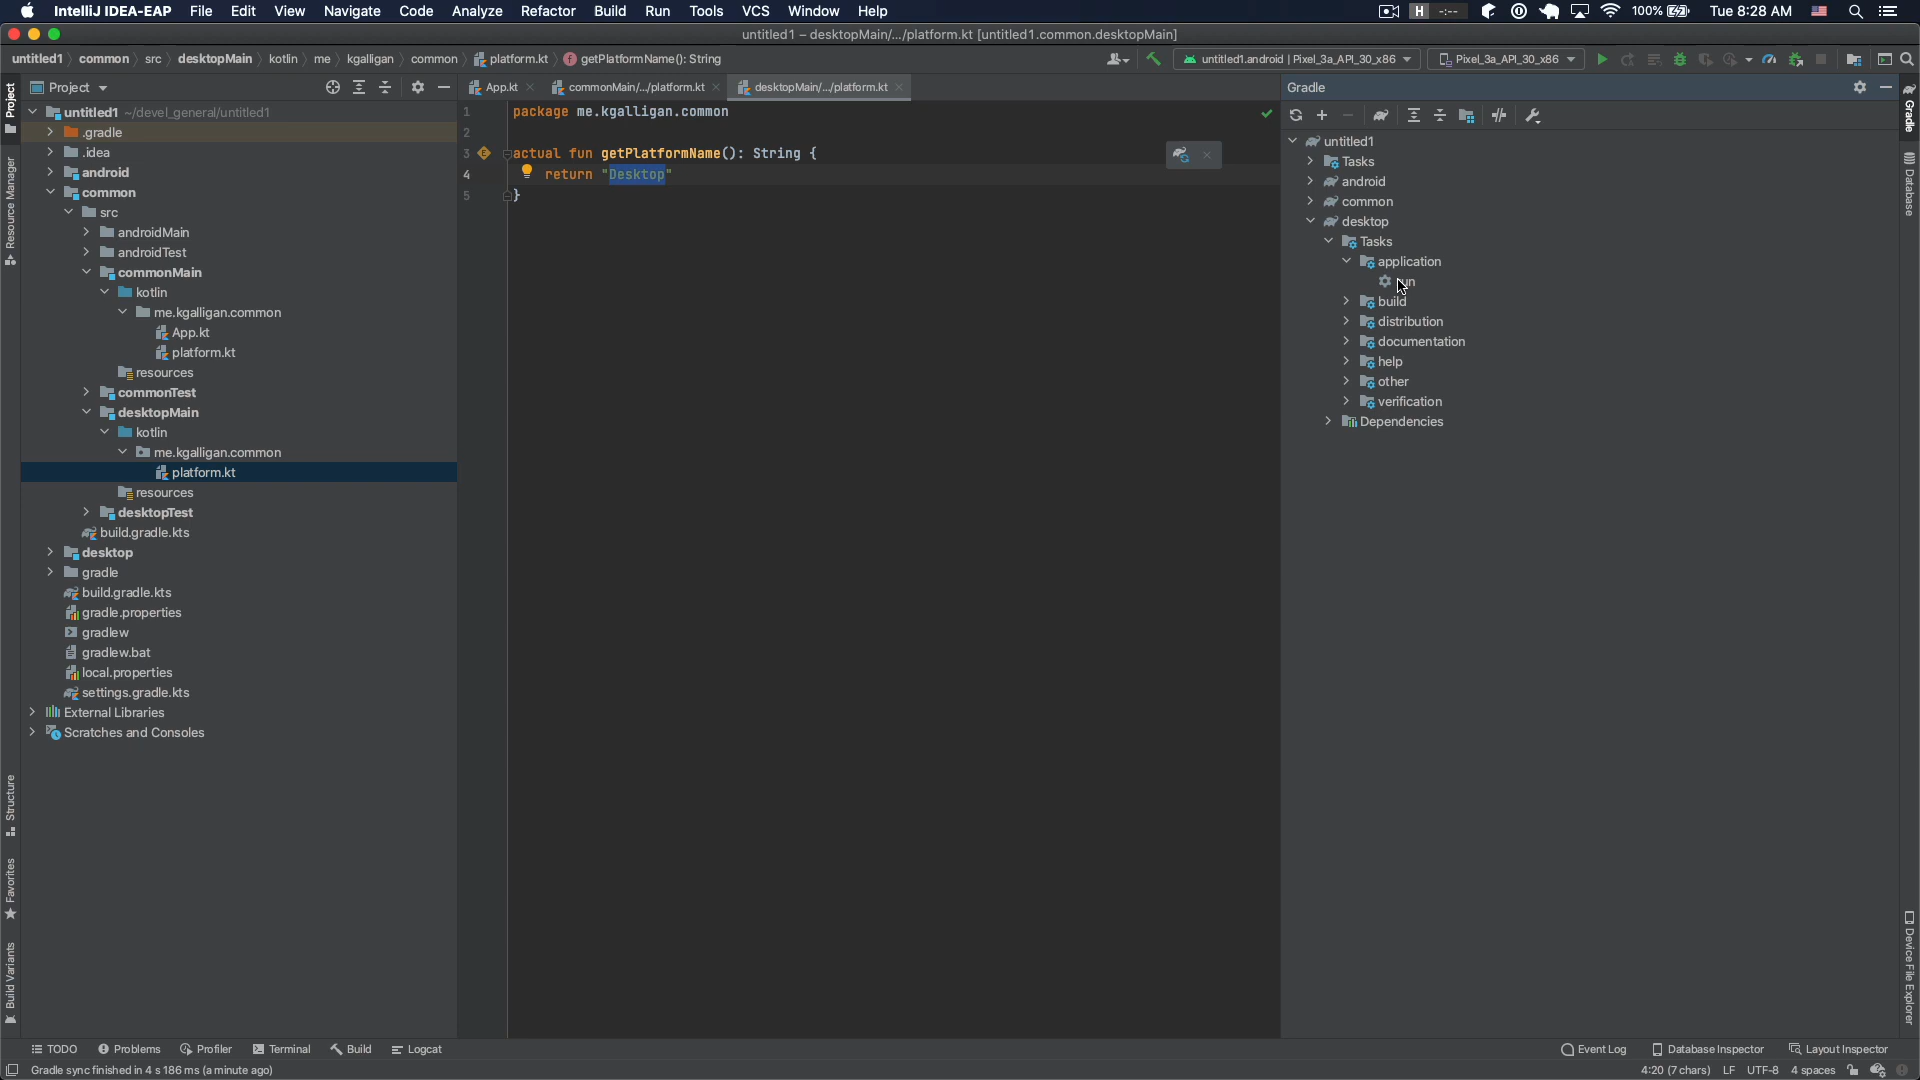 IntelliJ IDEA-EAP File Edit View Navigate Code Analyze Refactor Build Run Tools VCS Window Help H -:-- 100% Tue 8:28 AM
untitled1 – desktopMain/.../platform.kt [untitled1.common.desktopMain]
untitled1 common src desktopMain kotlin me kgalligan common platform.kt getPlatformName(): String untitled1.android | Pixel_3a_API_30_x86 Pixel_3a_API_30_x86
Project
App.kt commonMain/.../platform.kt desktopMain/.../platform.kt
Gradle
Project
Resource Manager
Structure
Favorites
Build Variants
untitled1 ~/devel_general/untitled1
.gradle
.idea
android
common
src
androidMain
androidTest
commonMain
kotlin
me.kgalligan.common
App.kt
platform.kt
resources
commonTest
desktopMain
kotlin
me.kgalligan.common
platform.kt
resources
desktopTest
build.gradle.kts
desktop
gradle
build.gradle.kts
gradle.properties
gradlew
gradlew.bat
local.properties
settings.gradle.kts
External Libraries
Scratches and Consoles
1 package me.kgalligan.common
2
3 actual fun getPlatformName(): String {
4 return "Desktop"
5 }
untitled1
Tasks
android
common
desktop
Tasks
application
build
distribution
documentation
help
other
verification
Dependencies
Gradle
Database
Device File Explorer
TODO Problems Profiler Terminal Build Logcat Event Log Database Inspector Layout Inspector
Gradle sync finished in 4 s 186 ms (a minute ago) 4:20 (7 chars) LF UTF-8 4 spaces